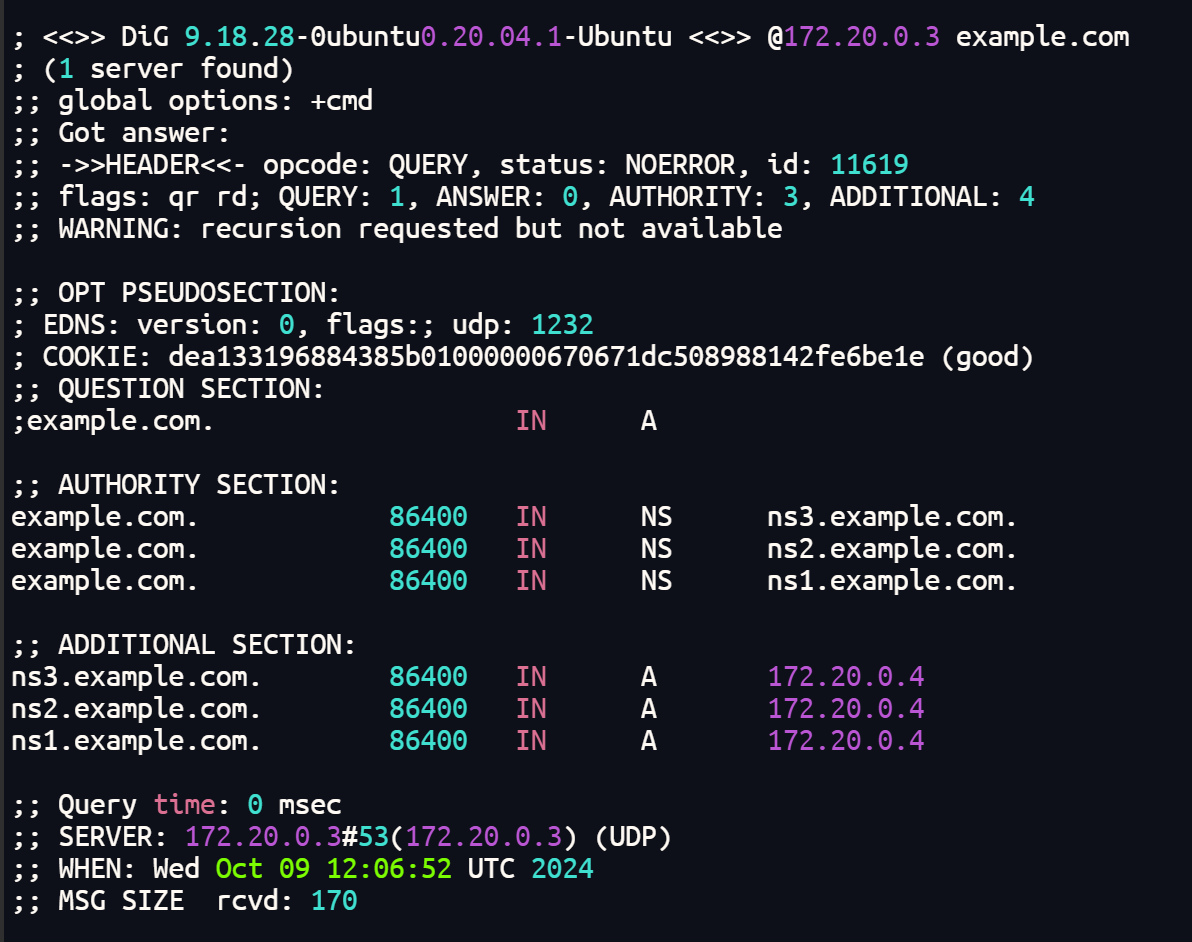 ; <<>> DiG 9.18.28-0ubuntu0.20.04.1-Ubuntu <<>> @172.20.0.3 example.com
; (1 server found)
;; global options: +cmd
;; Got answer:
;; ->>HEADER<<- opcode: QUERY, status: NOERROR, id: 11619
;; flags: qr rd; QUERY: 1, ANSWER: 0, AUTHORITY: 3, ADDITIONAL: 4
;; WARNING: recursion requested but not available

;; OPT PSEUDOSECTION:
; EDNS: version: 0, flags:; udp: 1232
; COOKIE: dea133196884385b01000000670671dc508988142fe6be1e (good)
;; QUESTION SECTION:
;example.com. IN A

;; AUTHORITY SECTION:
example.com. 86400 IN NS ns3.example.com.
example.com. 86400 IN NS ns2.example.com.
example.com. 86400 IN NS ns1.example.com.

;; ADDITIONAL SECTION:
ns3.example.com. 86400 IN A 172.20.0.4
ns2.example.com. 86400 IN A 172.20.0.4
ns1.example.com. 86400 IN A 172.20.0.4

;; Query time: 0 msec
;; SERVER: 172.20.0.3#53(172.20.0.3) (UDP)
;; WHEN: Wed Oct 09 12:06:52 UTC 2024
;; MSG SIZE  rcvd: 170